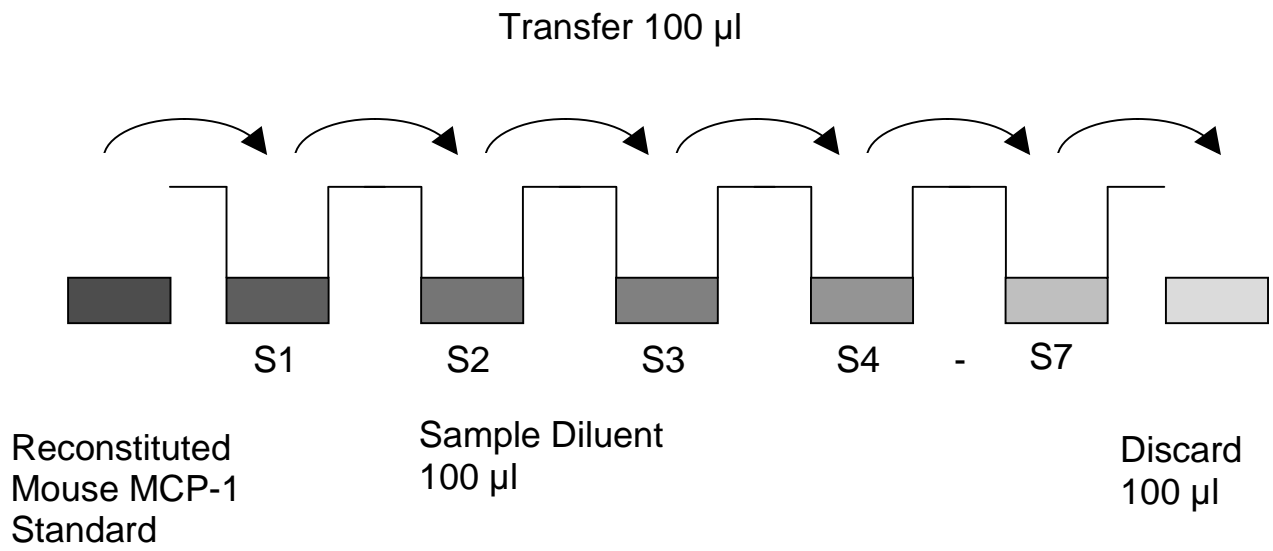 Transfer 100 µl
S1 S2 S3 S4 - S7
Reconstituted
Mouse MCP-1
Standard
Sample Diluent
100 µl
Discard
100 µl